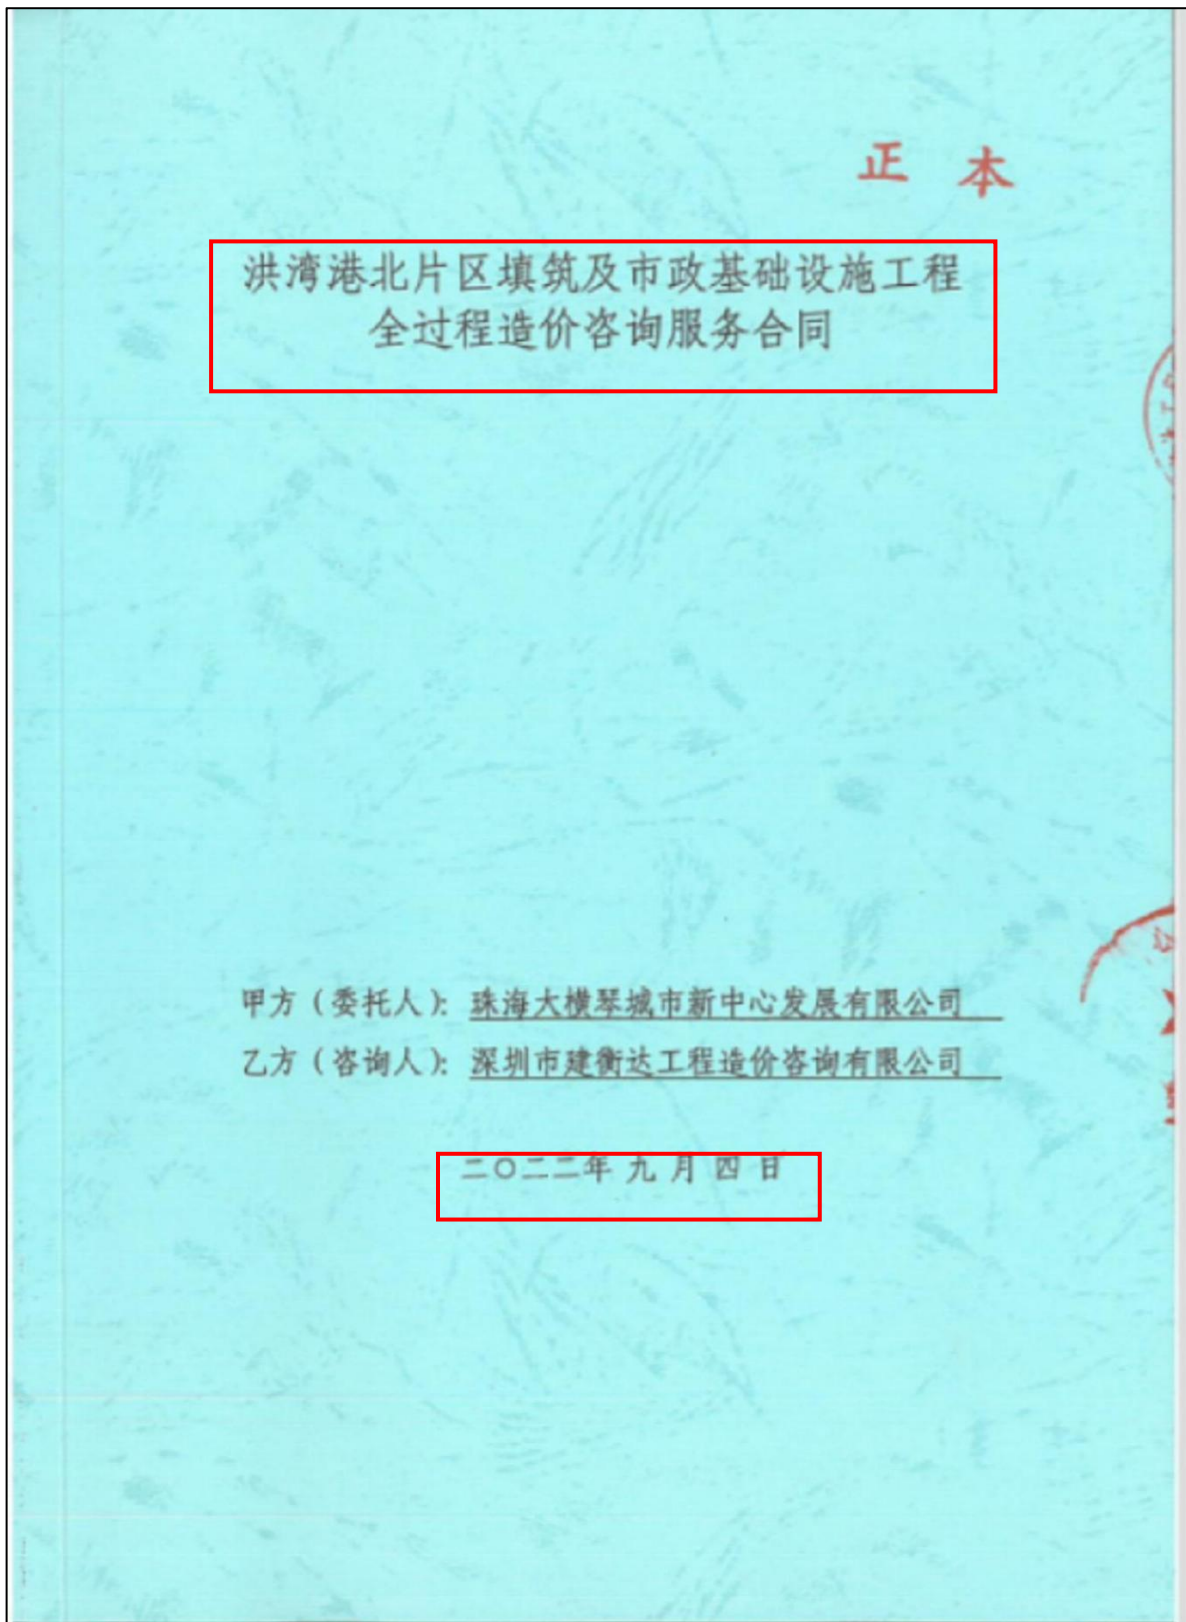 正 本
洪湾港北片区填筑及市政基础设施工程
全过程造价咨询服务合同
甲方（委托人）：珠海大横琴城市新中心发展有限公司
乙方（咨询人）：深圳市建衡达工程造价咨询有限公司
二〇二二年 九 月 四 日